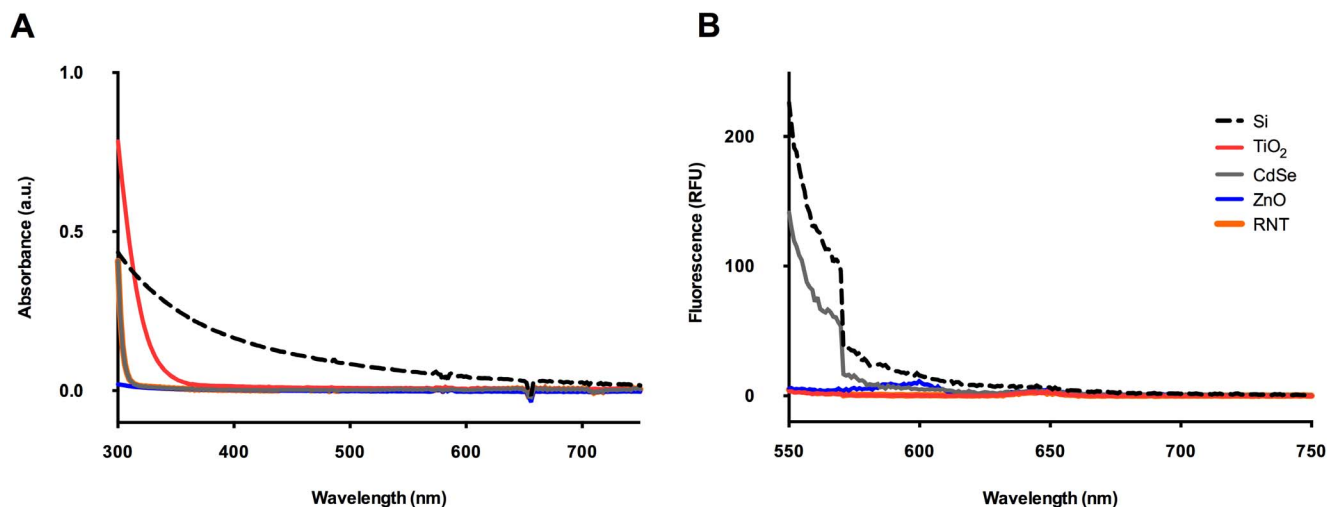 A
Absorbance (a.u.)
1.0
0.5
0.0
300 400 500 600 700
Wavelength (nm)
B
Fluorescence (RFU)
200
100
0
550 600 650 700 750
Wavelength (nm)
Si
TiO₂
CdSe
ZnO
RNT